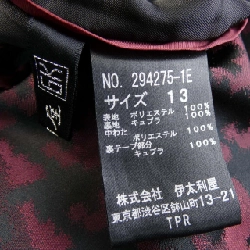 NO. 294275-1E
サイズ 13
表地 ポリエステル 100%
裏地 キュプラ 100%
中わた
ポリエステル 100%
裏テープ部分
キュプラ 100%
株式会社 伊太利屋
東京都渋谷区鉢山町13-21
TPR